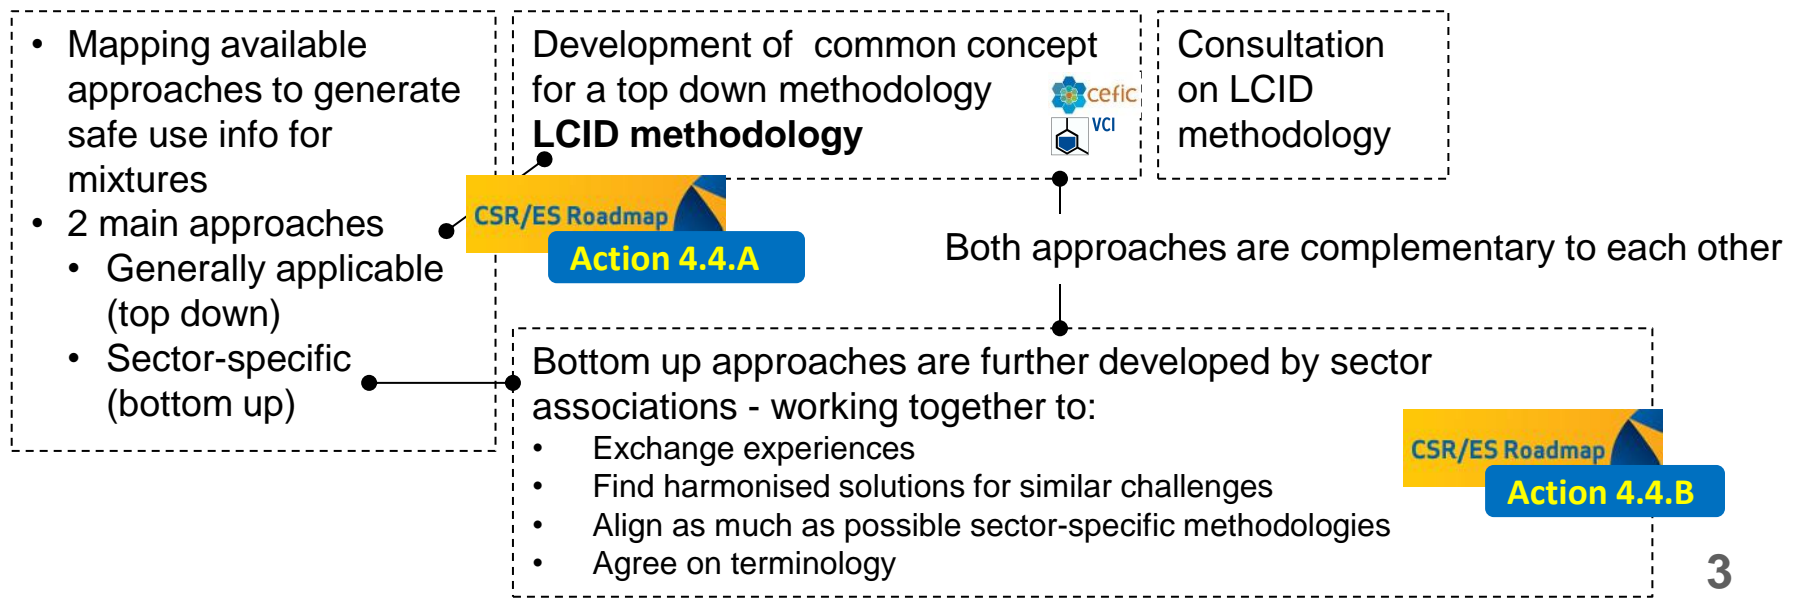 • Mapping available
approaches to generate
safe use info for
mixtures
• 2 main approaches
• Generally applicable
(top down)
• Sector-specific
(bottom up)
Development of common concept
for a top down methodology
LCID methodology
cefic
VCI
Consultation
on LCID
methodology
CSR/ES Roadmap
Action 4.4.A
Both approaches are complementary to each other
Bottom up approaches are further developed by sector
associations - working together to:
• Exchange experiences
• Find harmonised solutions for similar challenges
• Align as much as possible sector-specific methodologies
• Agree on terminology
CSR/ES Roadmap
Action 4.4.B
3